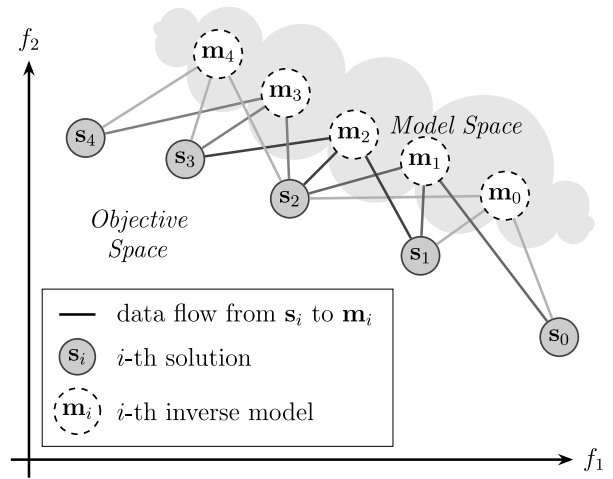 f₂
m₄
m₃
s₄
m₂
Model Space
s₃
m₁
s₂
m₀
Objective
Space
s₁
data flow from sᵢ to mᵢ
sᵢ i-th solution
s₀
mᵢ i-th inverse model
f₁